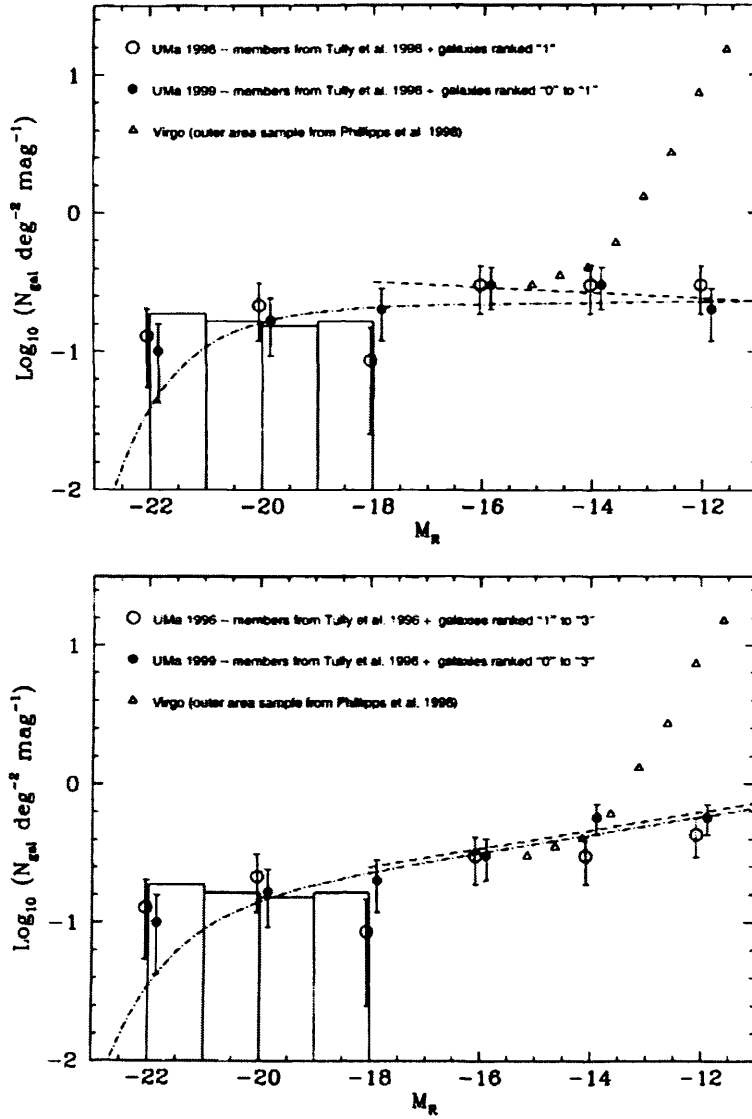 UMa 1996 – members from Tully et al. 1996 + galaxies ranked "1"
UMa 1999 – members from Tully et al. 1996 + galaxies ranked "0" to "1"
Virgo (outer area sample from Phillipps et al. 1998)
Log₁₀ (N_gal deg⁻² mag⁻¹)
1
0
−1
−2
−22 −20 −18 −16 −14 −12
M_R
UMa 1996 – members from Tully et al. 1996 + galaxies ranked "1" to "3"
UMa 1999 – members from Tully et al. 1996 + galaxies ranked "0" to "3"
Virgo (outer area sample from Phillipps et al. 1998)
Log₁₀ (N_gal deg⁻² mag⁻¹)
1
0
−1
−2
−22 −20 −18 −16 −14 −12
M_R